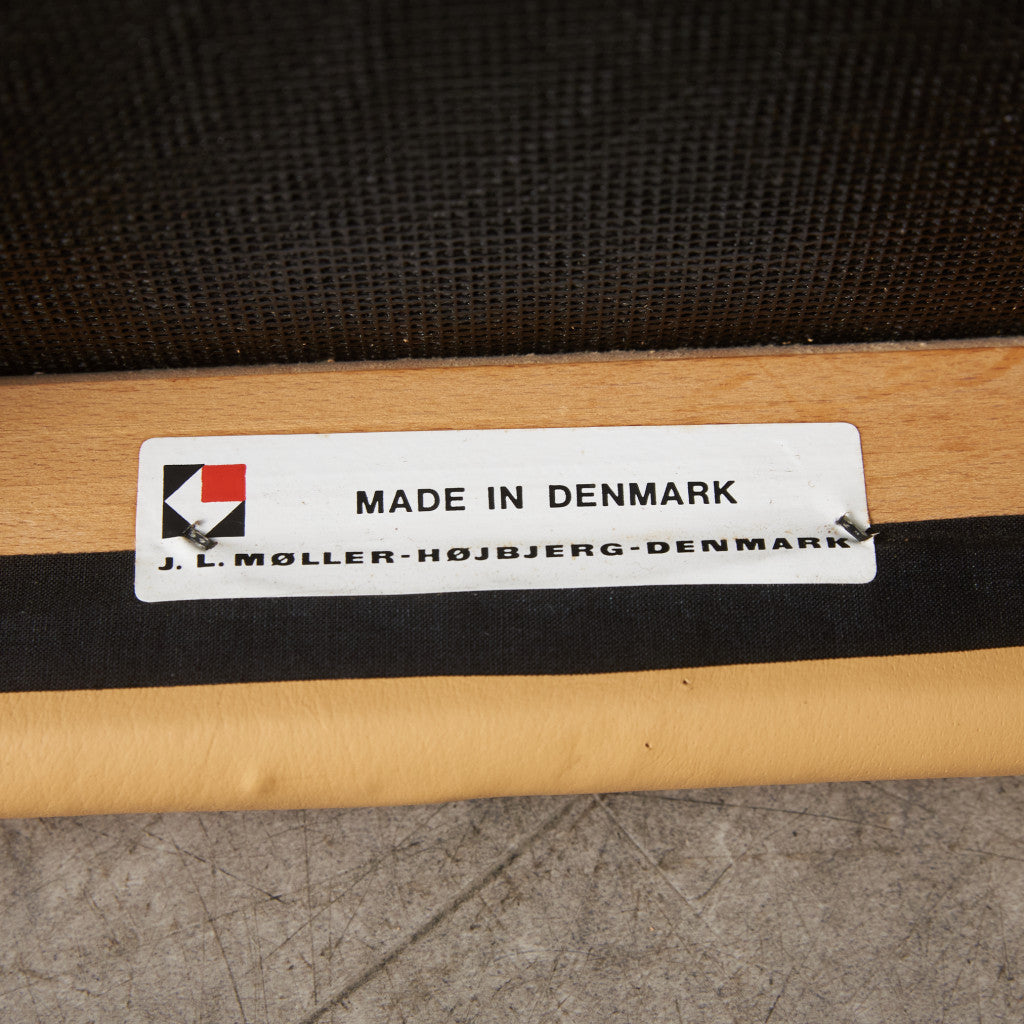 MADE IN DENMARK
J. L. MØLLER-HØJBJERG-DENMARK